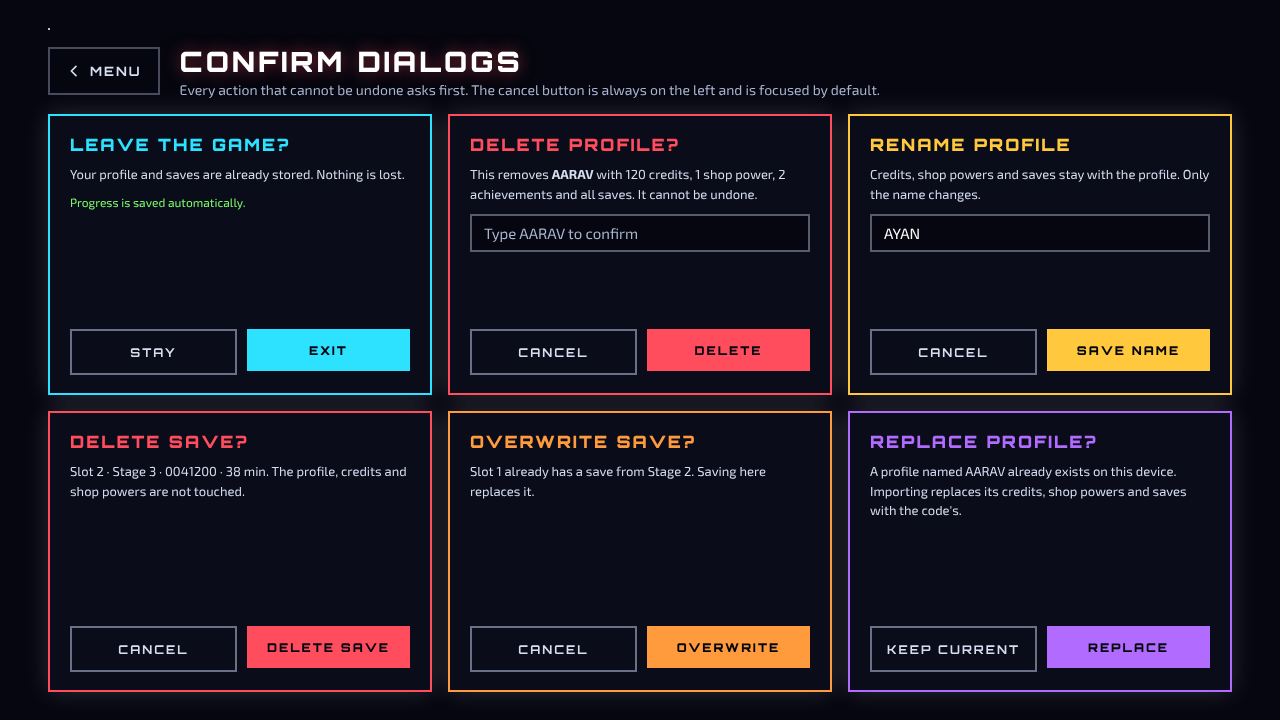 MENU
CONFIRM DIALOGS
Every action that cannot be undone asks first. The cancel button is always on the left and is focused by default.
LEAVE THE GAME?
Your profile and saves are already stored. Nothing is lost.
Progress is saved automatically.
STAY
EXIT
DELETE PROFILE?
This removes AARAV with 120 credits, 1 shop power, 2
achievements and all saves. It cannot be undone.
Type AARAV to confirm
CANCEL
DELETE
RENAME PROFILE
Credits, shop powers and saves stay with the profile. Only
the name changes.
AYAN
CANCEL
SAVE NAME
DELETE SAVE?
Slot 2 · Stage 3 · 0041200 · 38 min. The profile, credits and
shop powers are not touched.
CANCEL
DELETE SAVE
OVERWRITE SAVE?
Slot 1 already has a save from Stage 2. Saving here
replaces it.
CANCEL
OVERWRITE
REPLACE PROFILE?
A profile named AARAV already exists on this device.
Importing replaces its credits, shop powers and saves
with the code's.
KEEP CURRENT
REPLACE